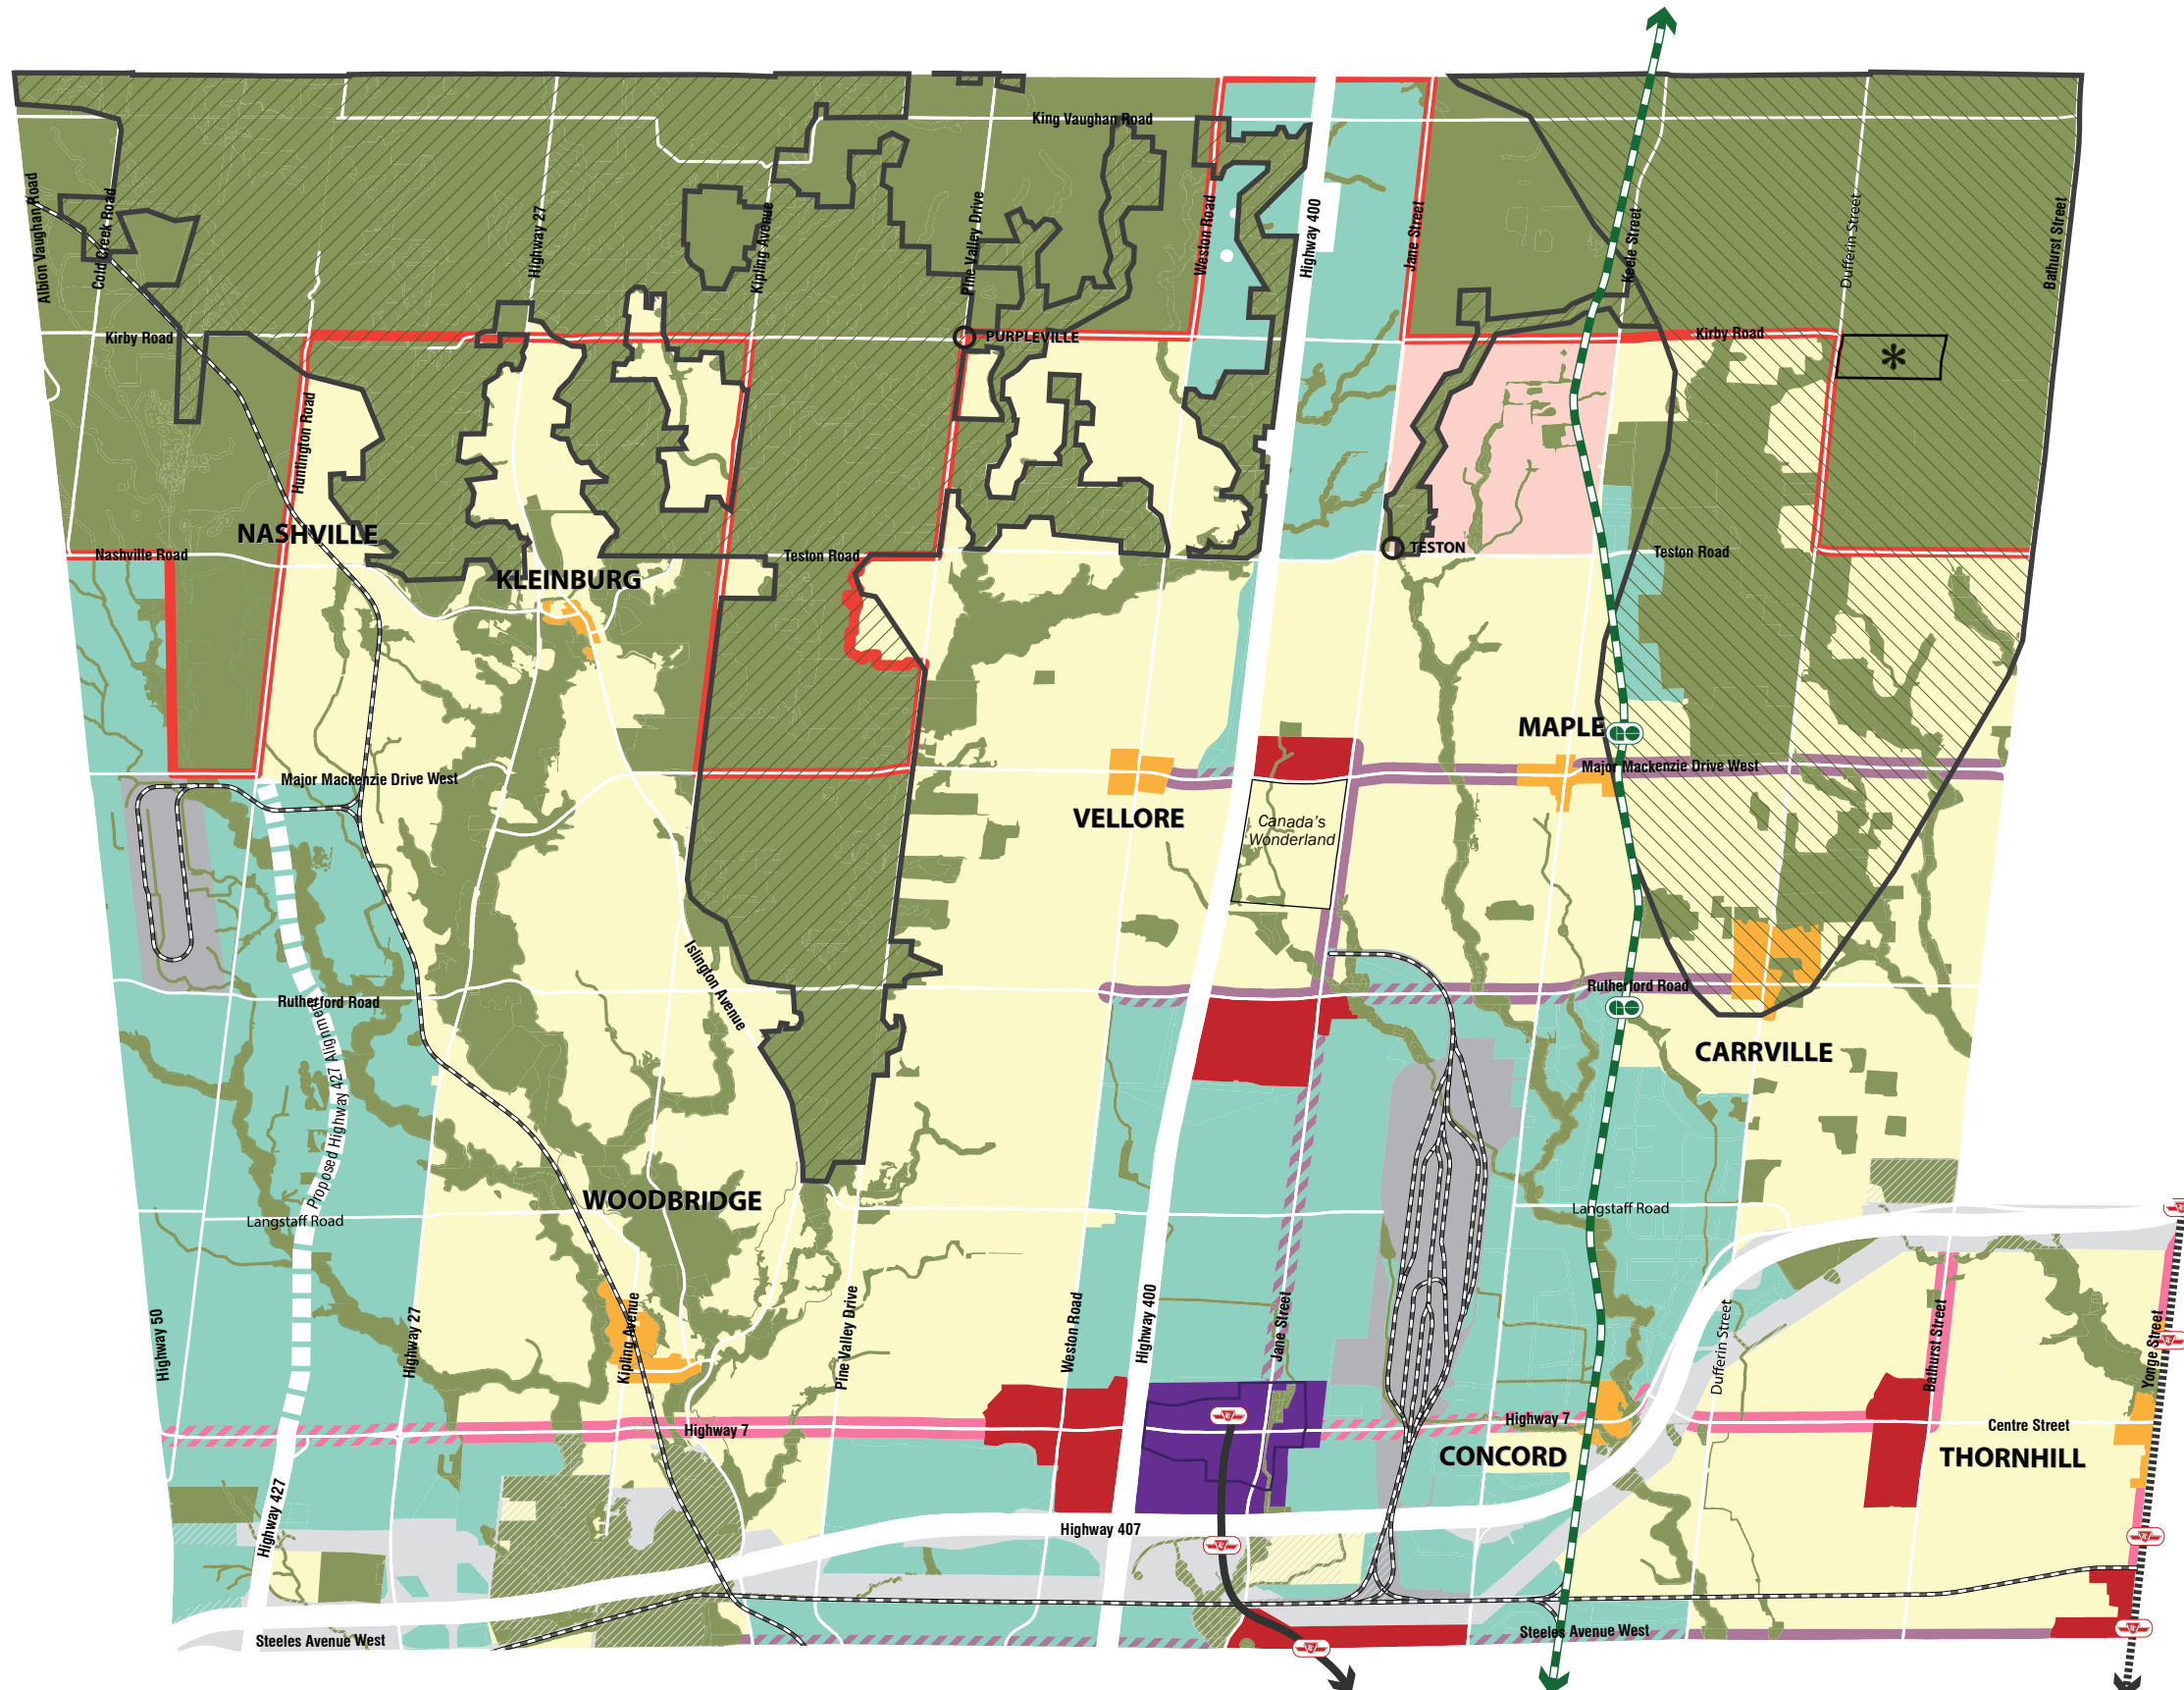 King Vaughan Road
Albion Vaughan Road
Cold Creek Road
Highway 27
Kipling Avenue
Pine Valley Drive
Weston Road
Highway 400
Jane Street
Keele Street
Dufferin Street
Bathurst Street
Kirby Road
PURPLEVILLE
Kirby Road
*
Huntington Road
NASHVILLE
Nashville Road
KLEINBURG
Teston Road
TESTON
Teston Road
MAPLE
Major Mackenzie Drive West
Major Mackenzie Drive West
VELLORE
Canada's
Wonderland
Islington Avenue
Rutherford Road
Rutherford Road
Proposed Highway 427 Alignment
CARRVILLE
WOODBRIDGE
Langstaff Road
Langstaff Road
Highway 50
Highway 27
Kipling Avenue
Pine Valley Drive
Weston Road
Highway 400
Jane Street
Dufferin Street
Bathurst Street
Yonge Street
Highway 7
Highway 7
Centre Street
CONCORD
THORNHILL
Highway 427
Highway 407
Steeles Avenue West
Steeles Avenue West